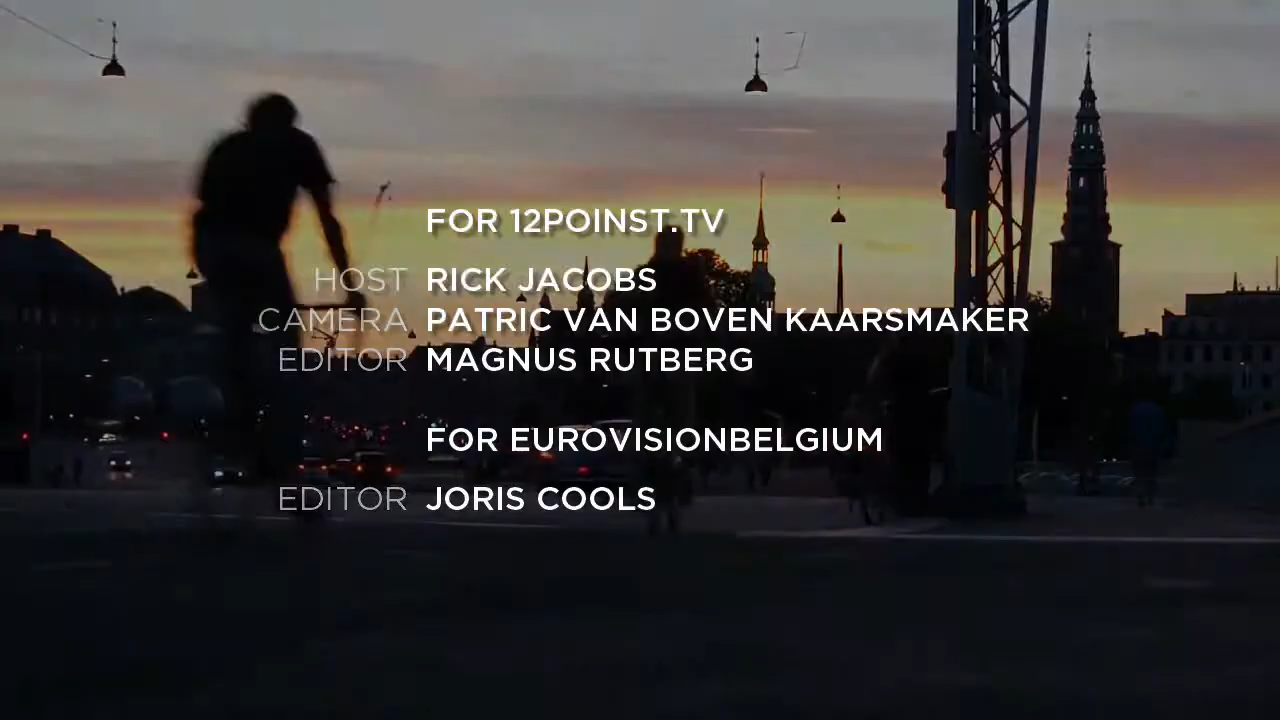 FOR 12POINST.TV
HOST RICK JACOBS
CAMERA PATRIC VAN BOVEN KAARSMAKER
EDITOR MAGNUS RUTBERG
FOR EUROVISIONBELGIUM
EDITOR JORIS COOLS